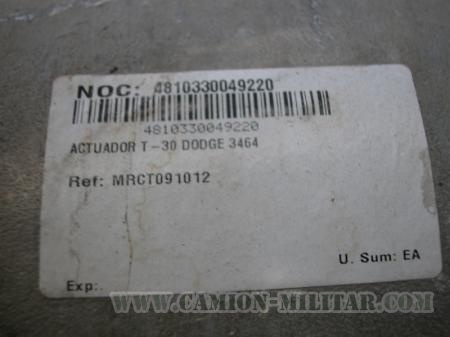 NOC: 4810330049220
4810330049220
ACTUADOR T-30 DODGE 3464
Ref: MRCT091012
U. Sum: EA
Exp:
WWW.CAMION-MILITAR.COM